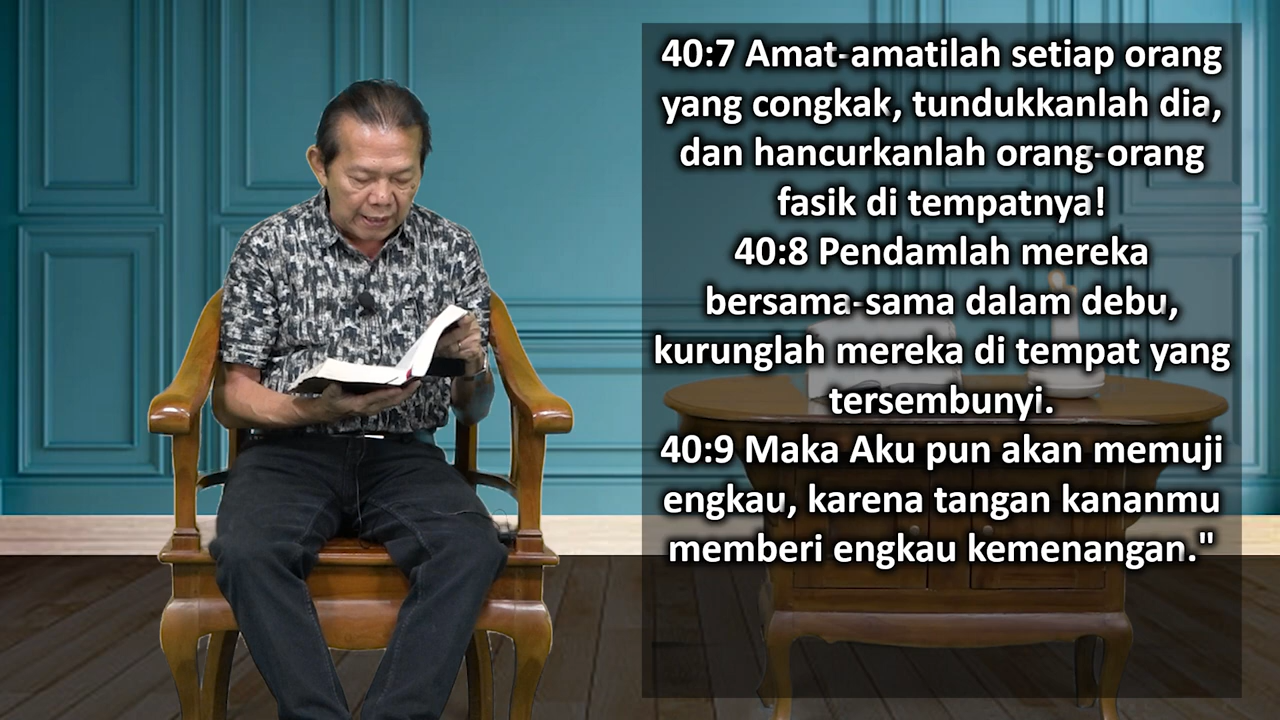 40:7 Amat-amatilah setiap orang
yang congkak, tundukkanlah dia,
dan hancurkanlah orang-orang
fasik di tempatnya!
40:8 Pendamlah mereka
bersama-sama dalam debu,
kurunglah mereka di tempat yang
tersembunyi.
40:9 Maka Aku pun akan memuji
engkau, karena tangan kananmu
memberi engkau kemenangan."